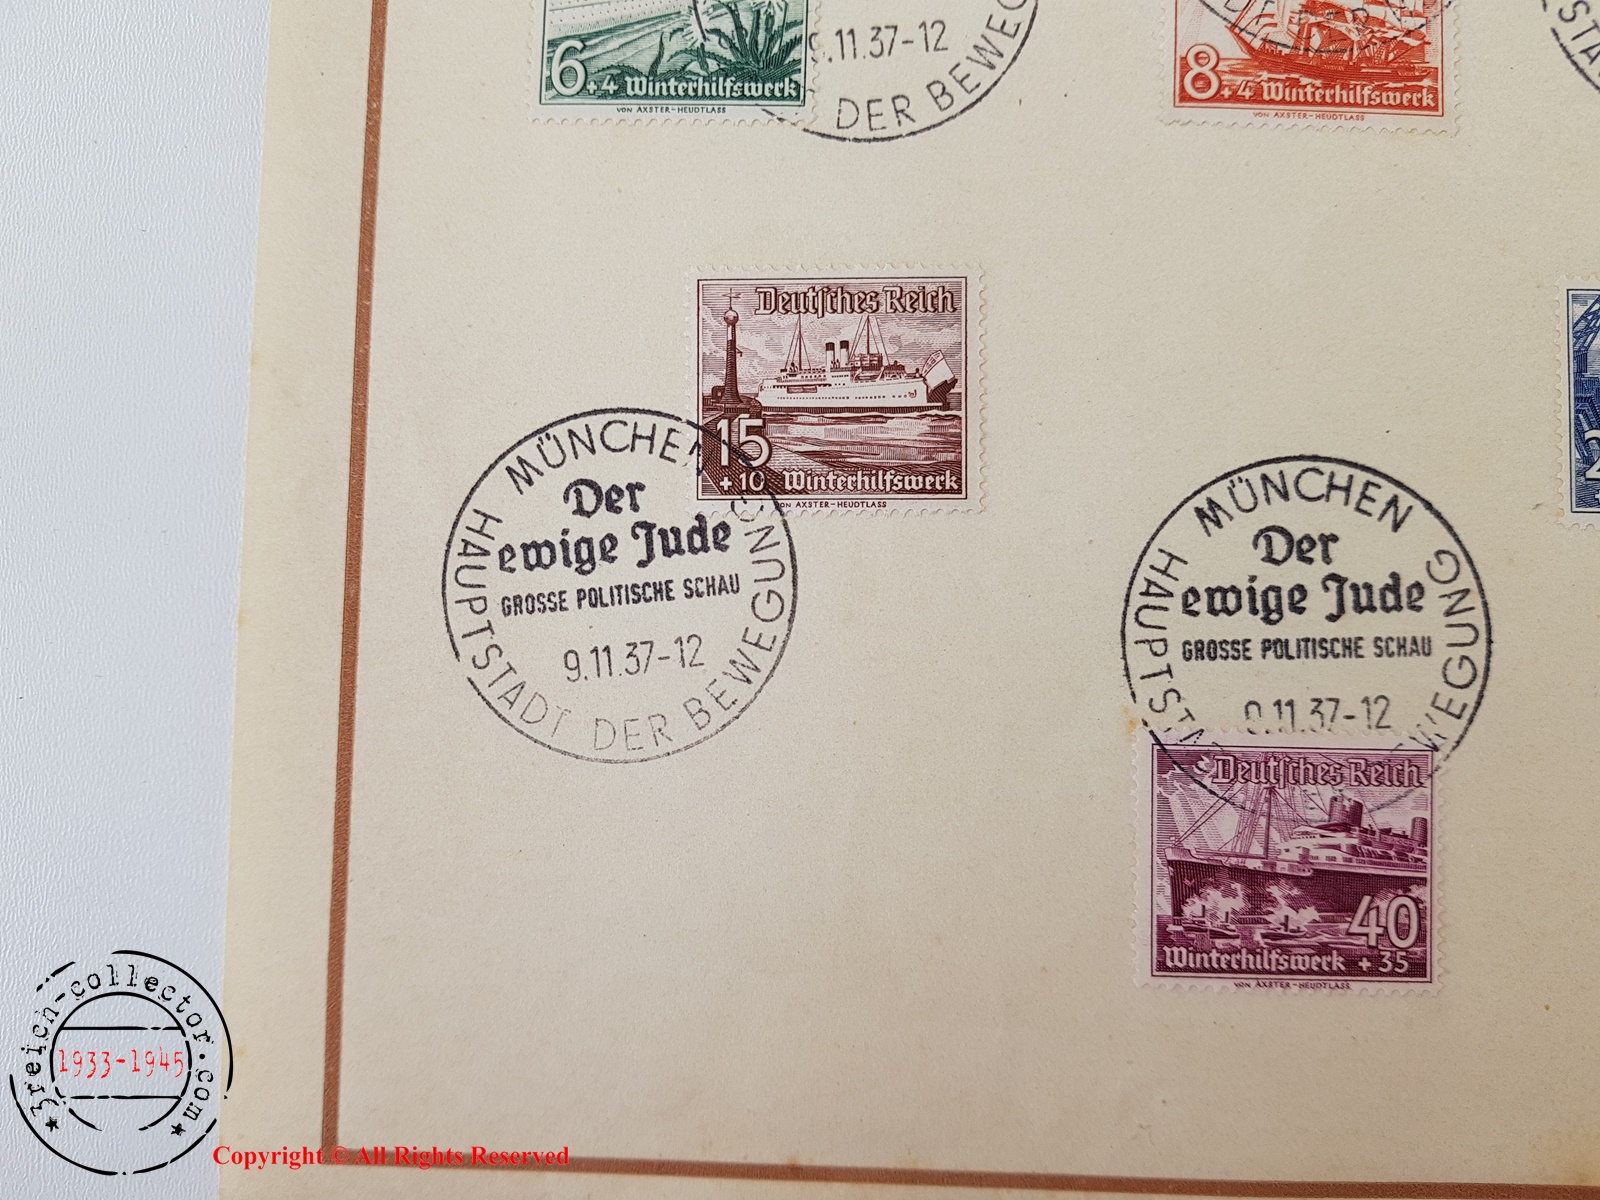 6+4 Winterhilfswerk
VON AXSTER-HEUDTLASS
.11.37-12
DER BEWEG
8+4 Winterhilfswerk
VON AXSTER-HEUDTLASS
Deutsches Reich
15
+10 Winterhilfswerk
VON AXSTER-HEUDTLASS
MÜNCHEN
Der
ewige Jude
GROSSE POLITISCHE SCHAU
9.11.37-12
HAUPTSTADT DER BEWEGUNG
MÜNCHEN
Der
ewige Jude
GROSSE POLITISCHE SCHAU
9.11.37-12
HAUPTSTA WEGUNG
Deutsches Reich
40
Winterhilfswerk +35
VON AXSTER-HEUDTLASS
3reich-collector.com
1933-1945
Copyright © All Rights Reserved